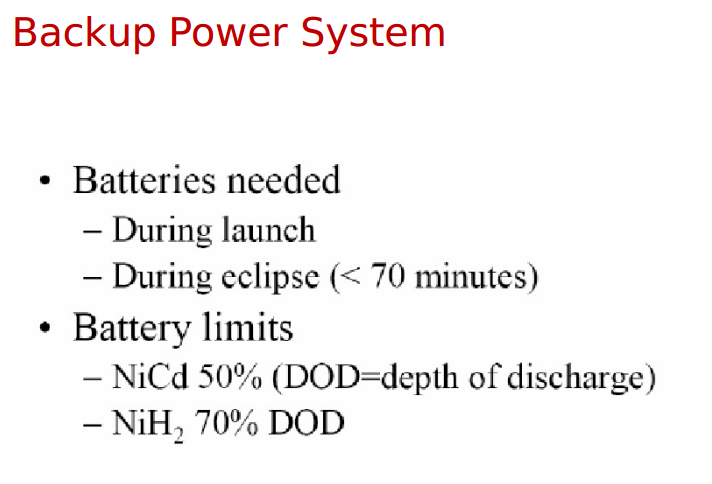 Backup Power System
• Batteries needed
– During launch
– During eclipse (< 70 minutes)
• Battery limits
– NiCd 50% (DOD=depth of discharge)
– NiH₂ 70% DOD